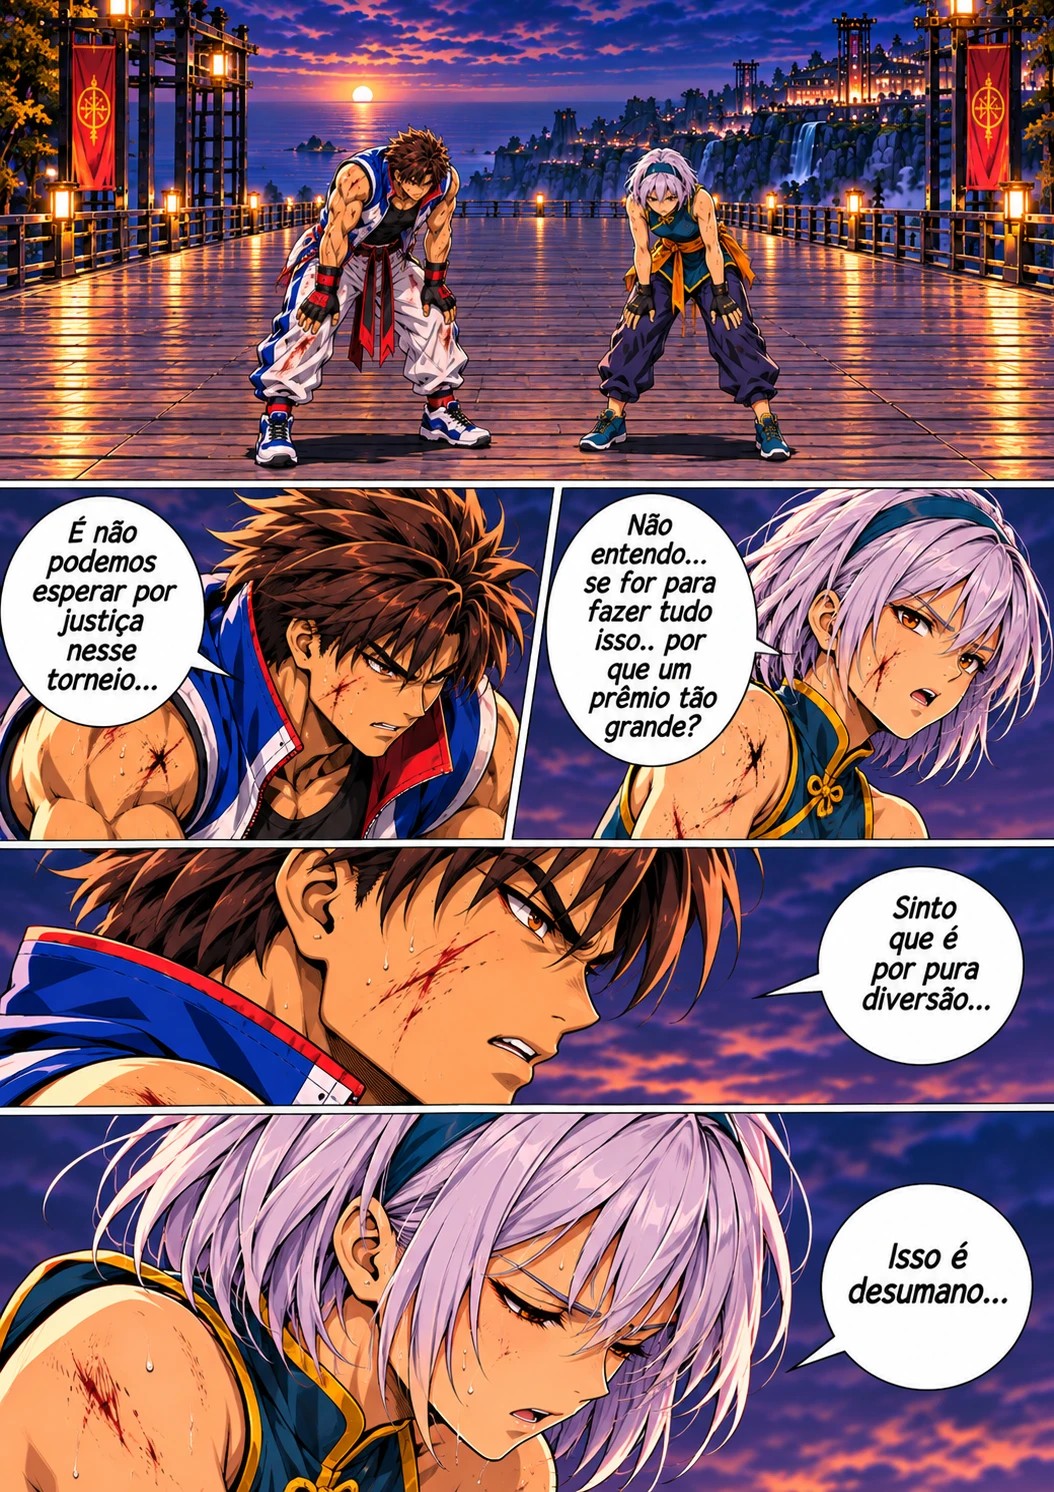 É não
podemos
esperar por
justiça
nesse
torneio...
Não
entendo...
se for para
fazer tudo
isso.. por
que um
prêmio tão
grande?
Sinto
que é
por pura
diversão...
Isso é
desumano...